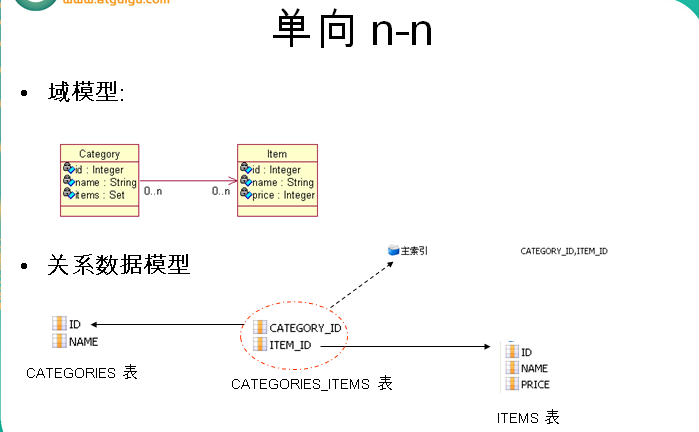 www.atguigu.com
单向 n-n
• 域模型:
Category
id : Integer
name : String
items : Set
0..n
0..n
Item
id : Integer
name : String
price : Integer
• 关系数据模型
主索引
CATEGORY_ID,ITEM_ID
ID
NAME
CATEGORIES 表
CATEGORY_ID
ITEM_ID
CATEGORIES_ITEMS 表
ID
NAME
PRICE
ITEMS 表